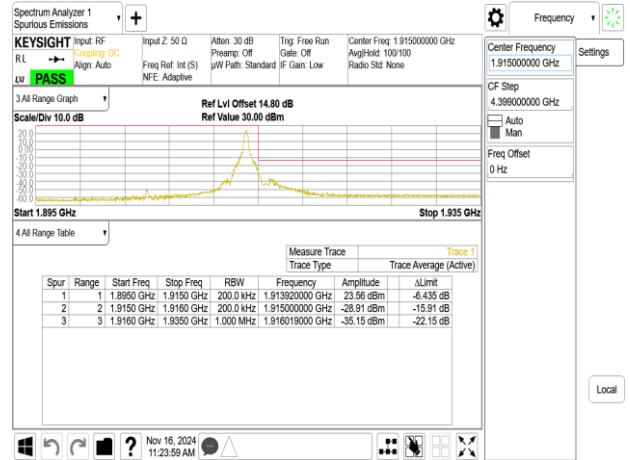 Spectrum Analyzer 1
Spurious Emissions
Frequency
KEYSIGHT
RL
LXI
PASS
Input: RF
Coupling: DC
Align: Auto
Input Z: 50 Ω
Freq Ref: Int (S)
NFE: Adaptive
Atten: 30 dB
Preamp: Off
µW Path: Standard
Trig: Free Run
Gate: Off
IF Gain: Low
Center Freq: 1.915000000 GHz
Avg|Hold: 100/100
Radio Std: None
Center Frequency
1.915000000 GHz
Settings
CF Step
4.399000000 GHz
Auto
Man
Freq Offset
0 Hz
3 All Range Graph
Scale/Div 10.0 dB
Ref Lvl Offset 14.80 dB
Ref Value 30.00 dBm
20.0
10.0
0.00
-10.0
-20.0
-30.0
-40.0
-50.0
-60.0
Start 1.895 GHz
Stop 1.935 GHz
4 All Range Table
Measure Trace Trace 1
Trace Type Trace Average (Active)
Spur Range Start Freq Stop Freq RBW Frequency Amplitude ΔLimit
1 1 1.8950 GHz 1.9150 GHz 200.0 kHz 1.913920000 GHz 23.56 dBm -6.435 dB
2 2 1.9150 GHz 1.9160 GHz 200.0 kHz 1.915000000 GHz -28.91 dBm -15.91 dB
3 3 1.9160 GHz 1.9350 GHz 1.000 MHz 1.916019000 GHz -35.15 dBm -22.15 dB
Local
?
Nov 16, 2024
11:23:59 AM